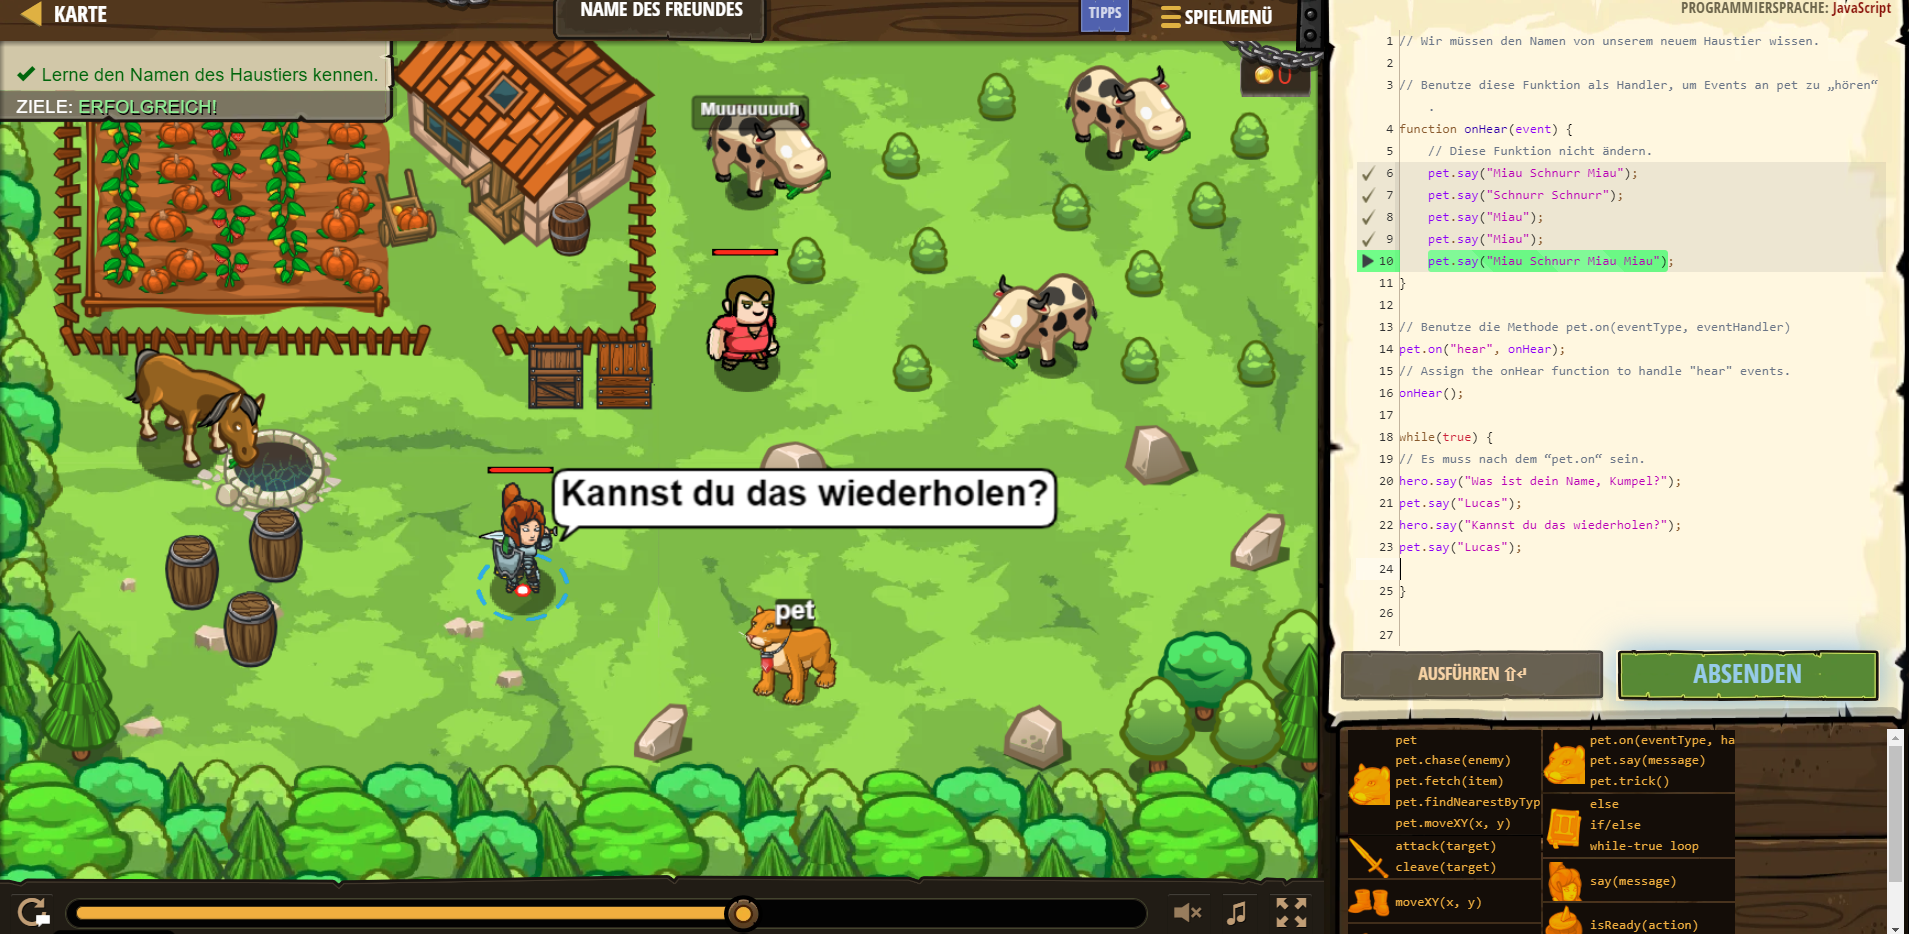 KARTE
NAME DES FREUNDES
TIPPS
SPIELMENÜ
PROGRAMMIERSPRACHE: JavaScript
✔ Lerne den Namen des Haustiers kennen.
ZIELE: ERFOLGREICH!
0
Muuuuuuuh
Kannst du das wiederholen?
pet
1 // Wir müssen den Namen von unserem neuem Haustier wissen.
2
3 // Benutze diese Funktion als Handler, um Events an pet zu „hören“
.
4 function onHear(event) {
5 // Diese Funktion nicht ändern.
6 pet.say("Miau Schnurr Miau");
7 pet.say("Schnurr Schnurr");
8 pet.say("Miau");
9 pet.say("Miau");
10 pet.say("Miau Schnurr Miau Miau");
11 }
12
13 // Benutze die Methode pet.on(eventType, eventHandler)
14 pet.on("hear", onHear);
15 // Assign the onHear function to handle "hear" events.
16 onHear();
17
18 while(true) {
19 // Es muss nach dem “pet.on“ sein.
20 hero.say("Was ist dein Name, Kumpel?");
21 pet.say("Lucas");
22 hero.say("Kannst du das wiederholen?");
23 pet.say("Lucas");
24
25 }
26
27
AUSFÜHREN ⇧↵
ABSENDEN
pet
pet.chase(enemy)
pet.fetch(item)
pet.findNearestByTyp
pet.moveXY(x, y)
attack(target)
cleave(target)
moveXY(x, y)
pet.on(eventType, ha
pet.say(message)
pet.trick()
else
if/else
while-true loop
say(message)
isReady(action)